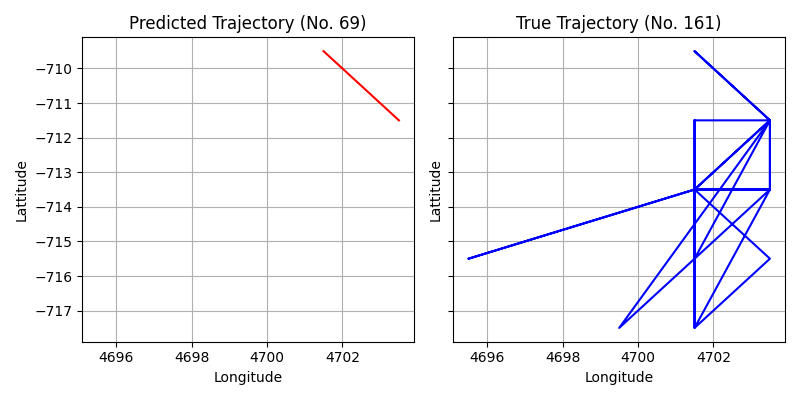 Predicted Trajectory (No. 69)
True Trajectory (No. 161)
Lattitude
−710
−711
−712
−713
−714
−715
−716
−717
4696
4698
4700
4702
Longitude
Lattitude
4696
4698
4700
4702
Longitude